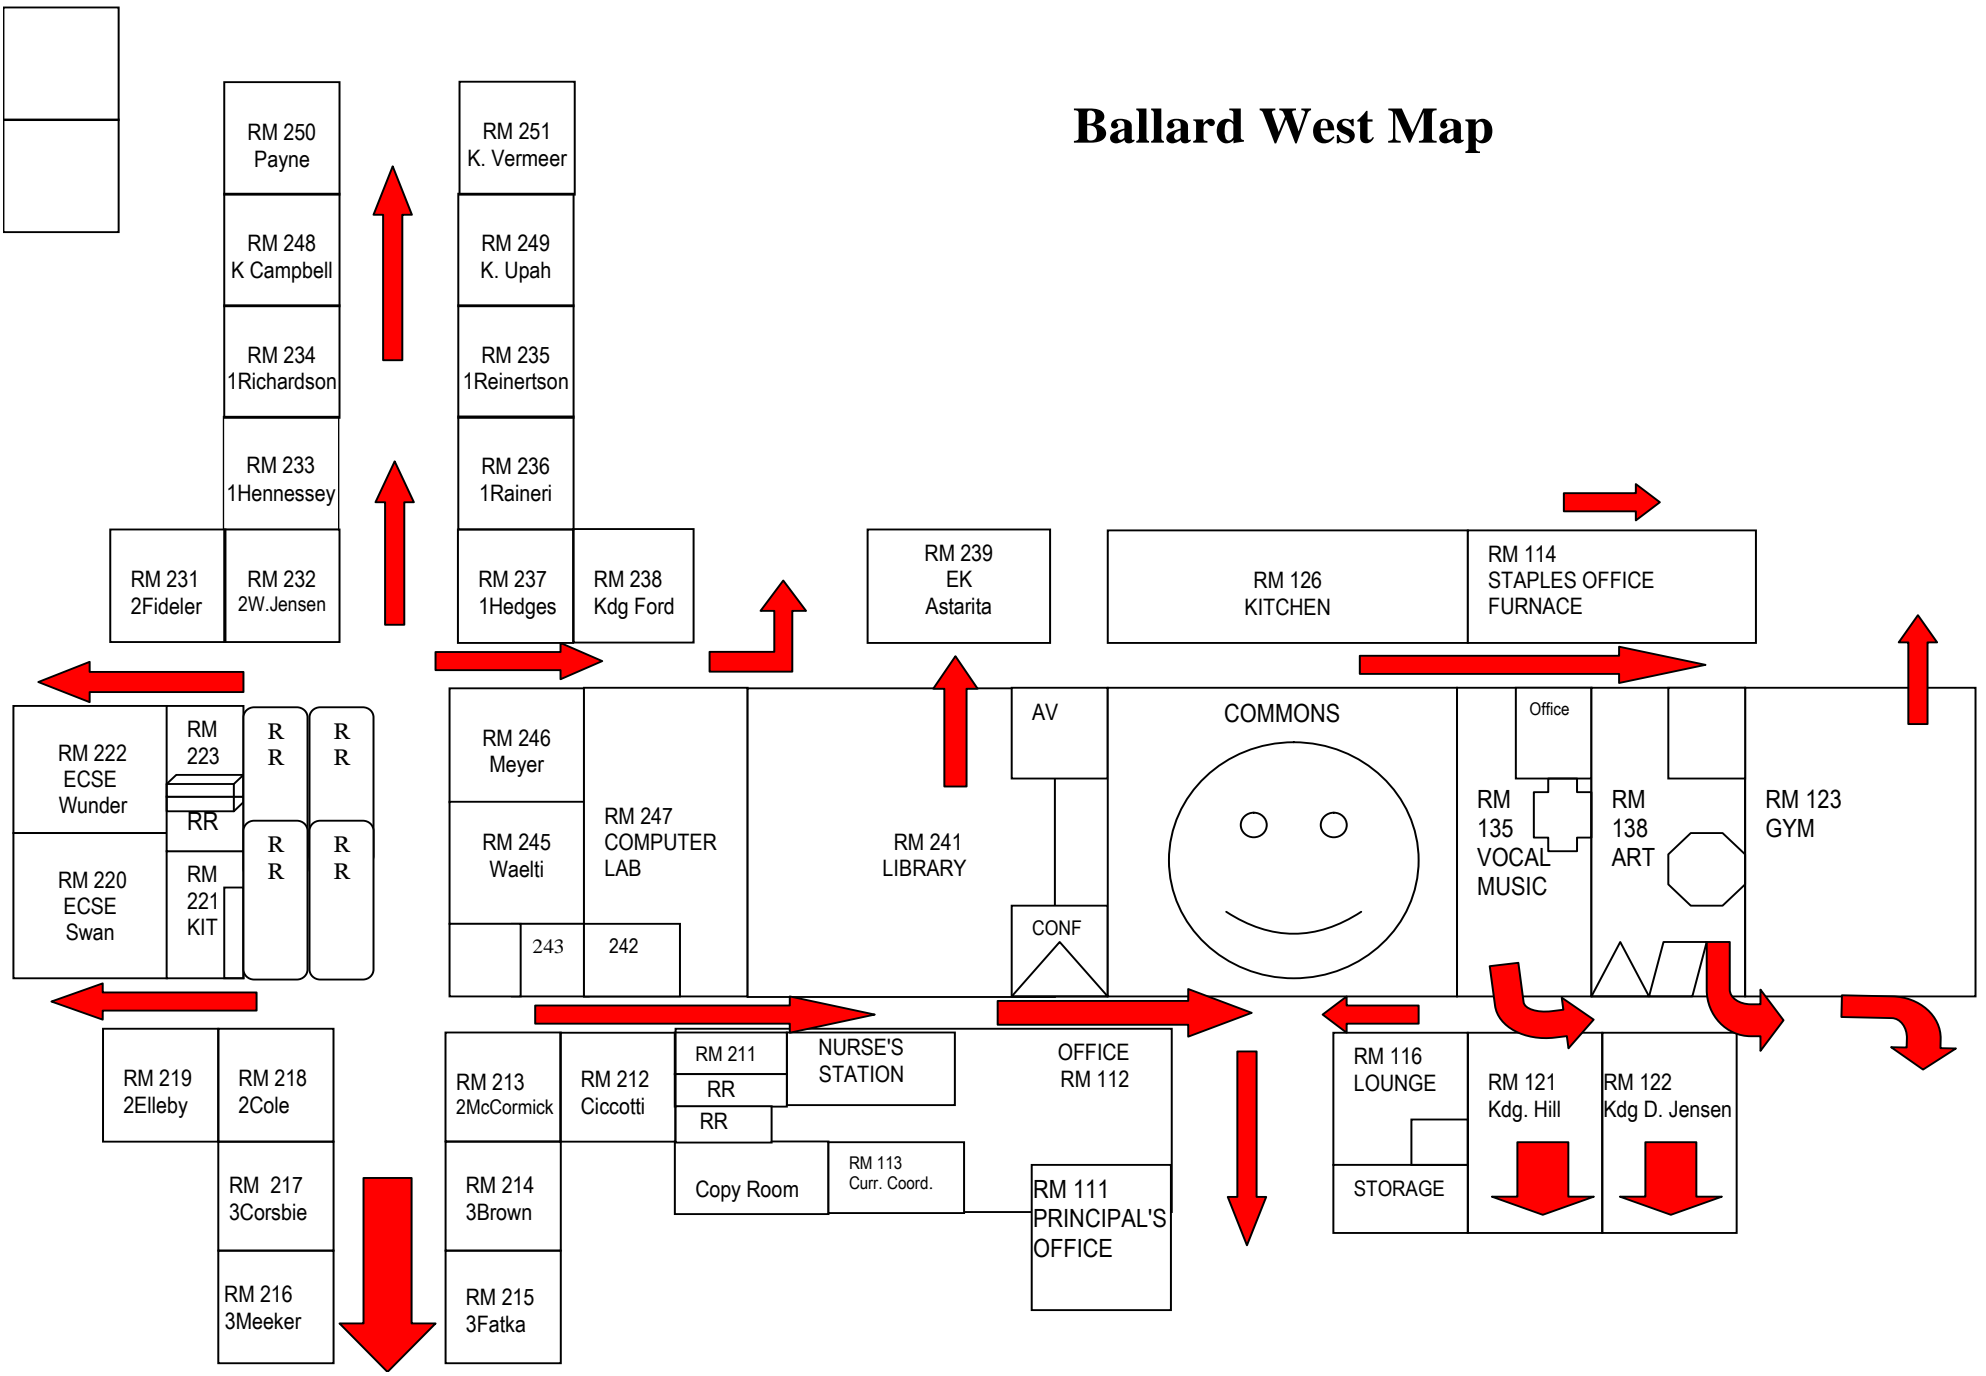 Ballard West Map
RM 250
Payne
RM 251
K. Vermeer
RM 248
K Campbell
RM 249
K. Upah
RM 234
1Richardson
RM 235
1Reinertson
RM 233
1Hennessey
RM 236
1Raineri
RM 231
2Fideler
RM 232
2W.Jensen
RM 237
1Hedges
RM 238
Kdg Ford
RM 239
EK
Astarita
RM 126
KITCHEN
RM 114
STAPLES OFFICE
FURNACE
RM 222
ECSE
Wunder
RM
223
RR
R
R
R
R
RM 220
ECSE
Swan
RM
221
KIT
R
R
R
R
RM 246
Meyer
RM 245
Waelti
243
242
RM 247
COMPUTER
LAB
RM 241
LIBRARY
AV
CONF
COMMONS
Office
RM
135
VOCAL
MUSIC
RM
138
ART
RM 123
GYM
RM 219
2Elleby
RM 218
2Cole
RM 213
2McCormick
RM 212
Ciccotti
RM 211
RR
RR
NURSE'S
STATION
OFFICE
RM 112
RM 116
LOUNGE
RM 121
Kdg. Hill
RM 122
Kdg D. Jensen
RM 217
3Corsbie
RM 214
3Brown
Copy Room
RM 113
Curr. Coord.
RM 111
PRINCIPAL'S
OFFICE
STORAGE
RM 216
3Meeker
RM 215
3Fatka